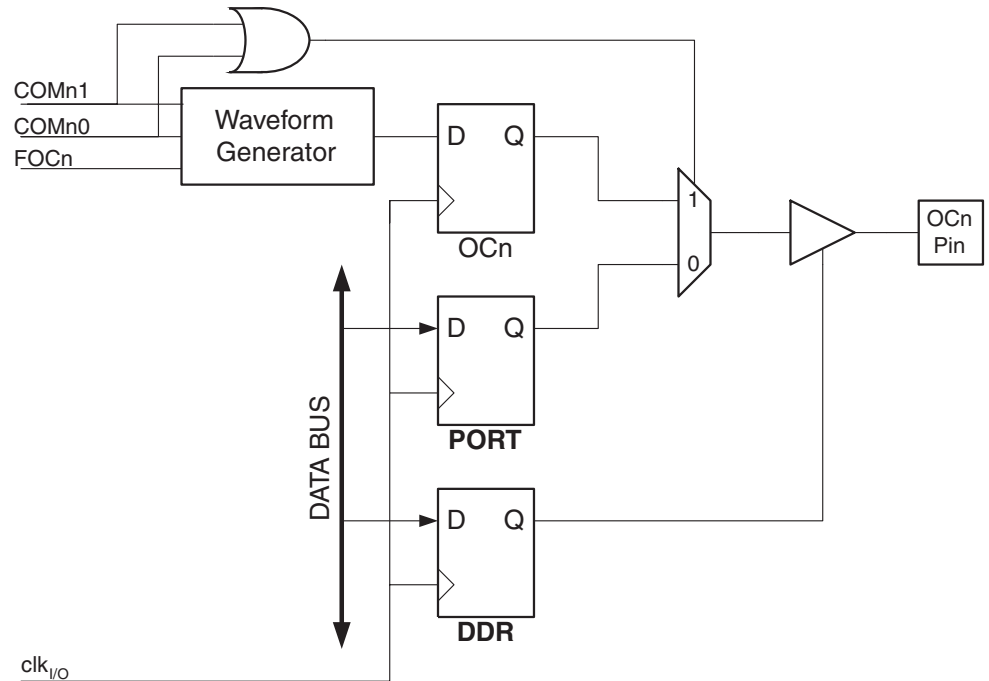 COMn1
COMn0
FOCn
Waveform
Generator
D Q
OCn
1
0
OCn
Pin
DATA BUS
D Q
PORT
D Q
DDR
clkI/O